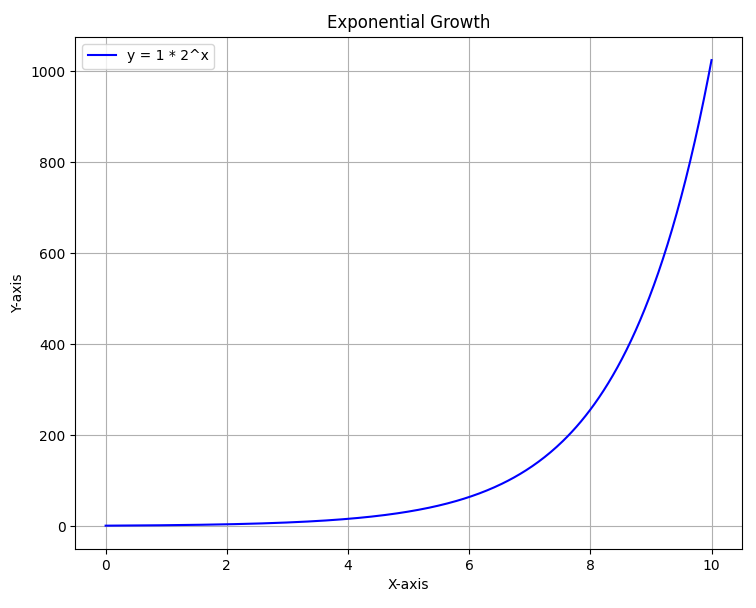 Exponential Growth
y = 1 * 2^x
1000
800
600
400
200
0
Y-axis
0 2 4 6 8 10
X-axis